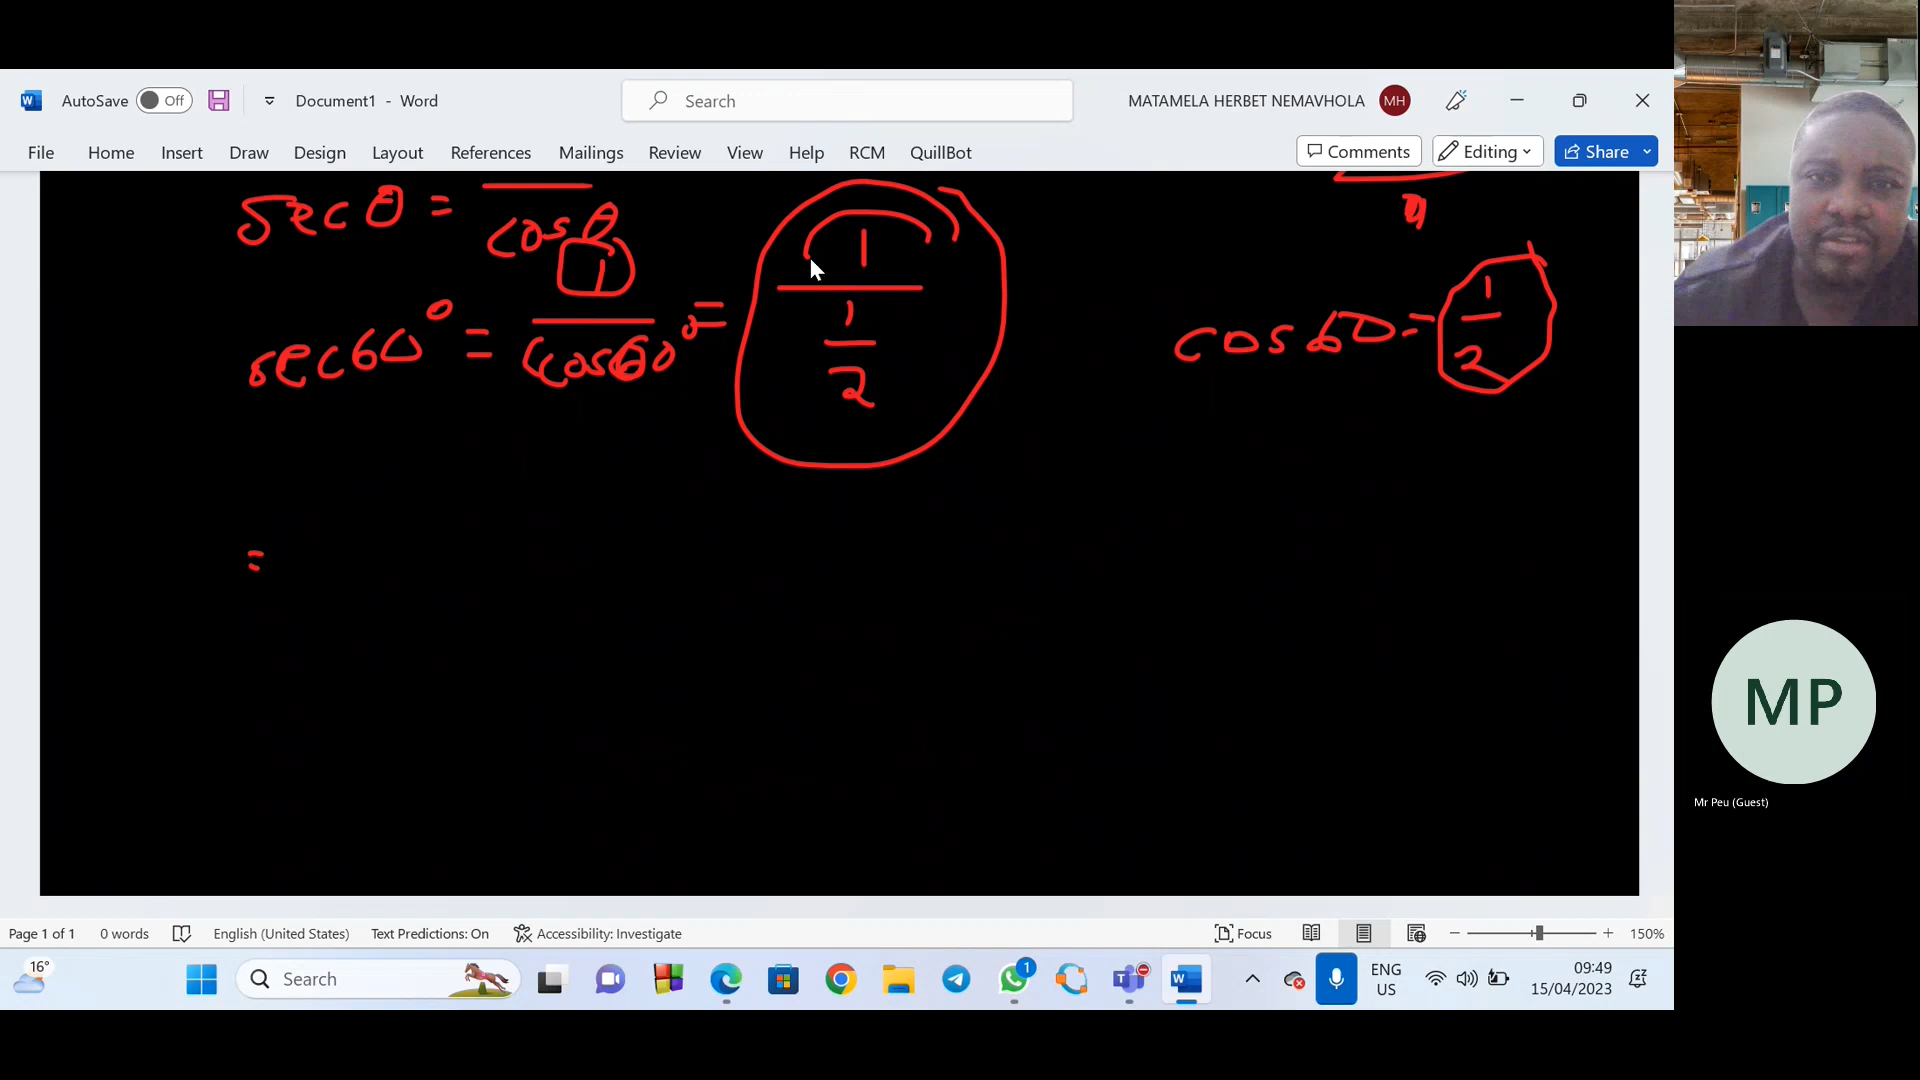 AutoSave Off Document1 - Word Search MATAMELA HERBET NEMAVHOLA MH
File Home Insert Draw Design Layout References Mailings Review View Help RCM QuillBot Comments Editing Share
sec θ = 
cos θ
1
1
sec 60° = 
cos 60° =
1
2
cos 60 = 
1
2
=
MP
Mr Peu (Guest)
Page 1 of 1 0 words English (United States) Text Predictions: On Accessibility: Investigate Focus 150%
16° Search 1 ENG US 09:49 15/04/2023